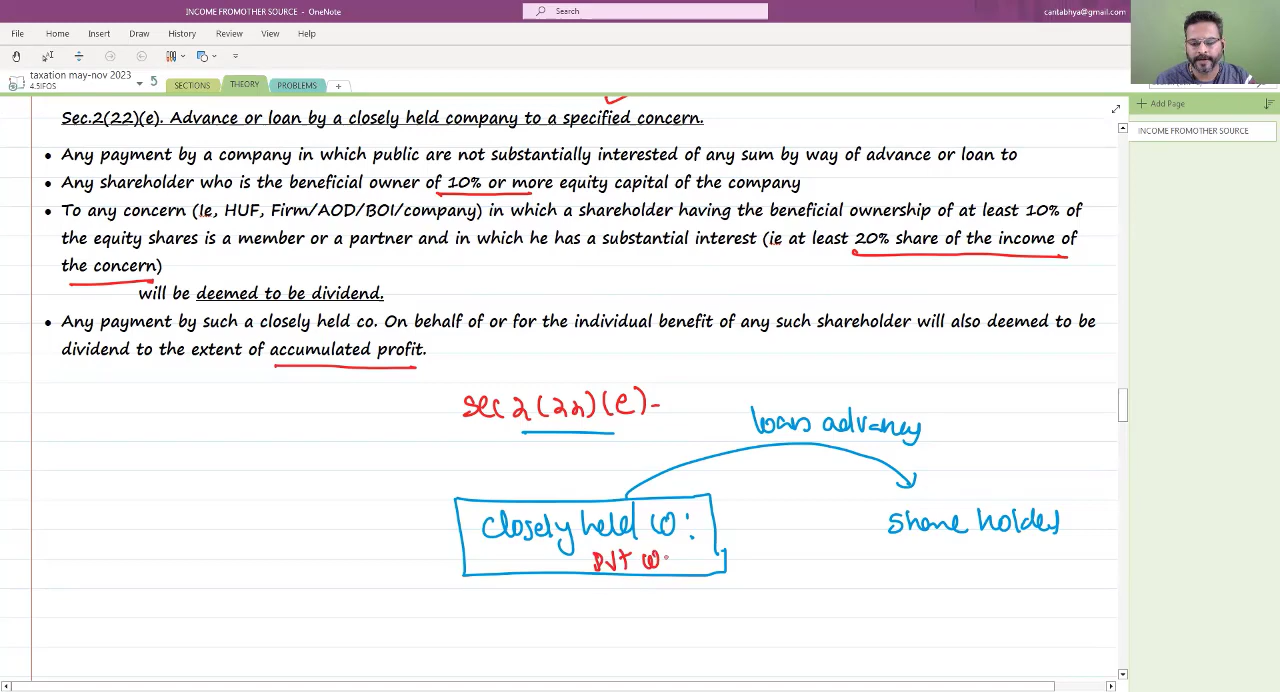 INCOME FROMOTHER SOURCE - OneNote
Search
cantabhya@gmail.com
File Home Insert Draw History Review View Help
taxation may-nov 2023
4.5IFOS
SECTIONS THEORY PROBLEMS +
Add Page
INCOME FROMOTHER SOURCE
Sec.2(22)(e). Advance or loan by a closely held company to a specified concern.
• Any payment by a company in which public are not substantially interested of any sum by way of advance or loan to
• Any shareholder who is the beneficial owner of 10% or more equity capital of the company
• To any concern (Ie, HUF, Firm/AOD/BOI/company) in which a shareholder having the beneficial ownership of at least 10% of
the equity shares is a member or a partner and in which he has a substantial interest (ie at least 20% share of the income of
the concern)
will be deemed to be dividend.
• Any payment by such a closely held co. On behalf of or for the individual benefit of any such shareholder will also deemed to be
dividend to the extent of accumulated profit.
sec 2(22)(e)-
loans advancy
closely held co:
share holder
pvt co.